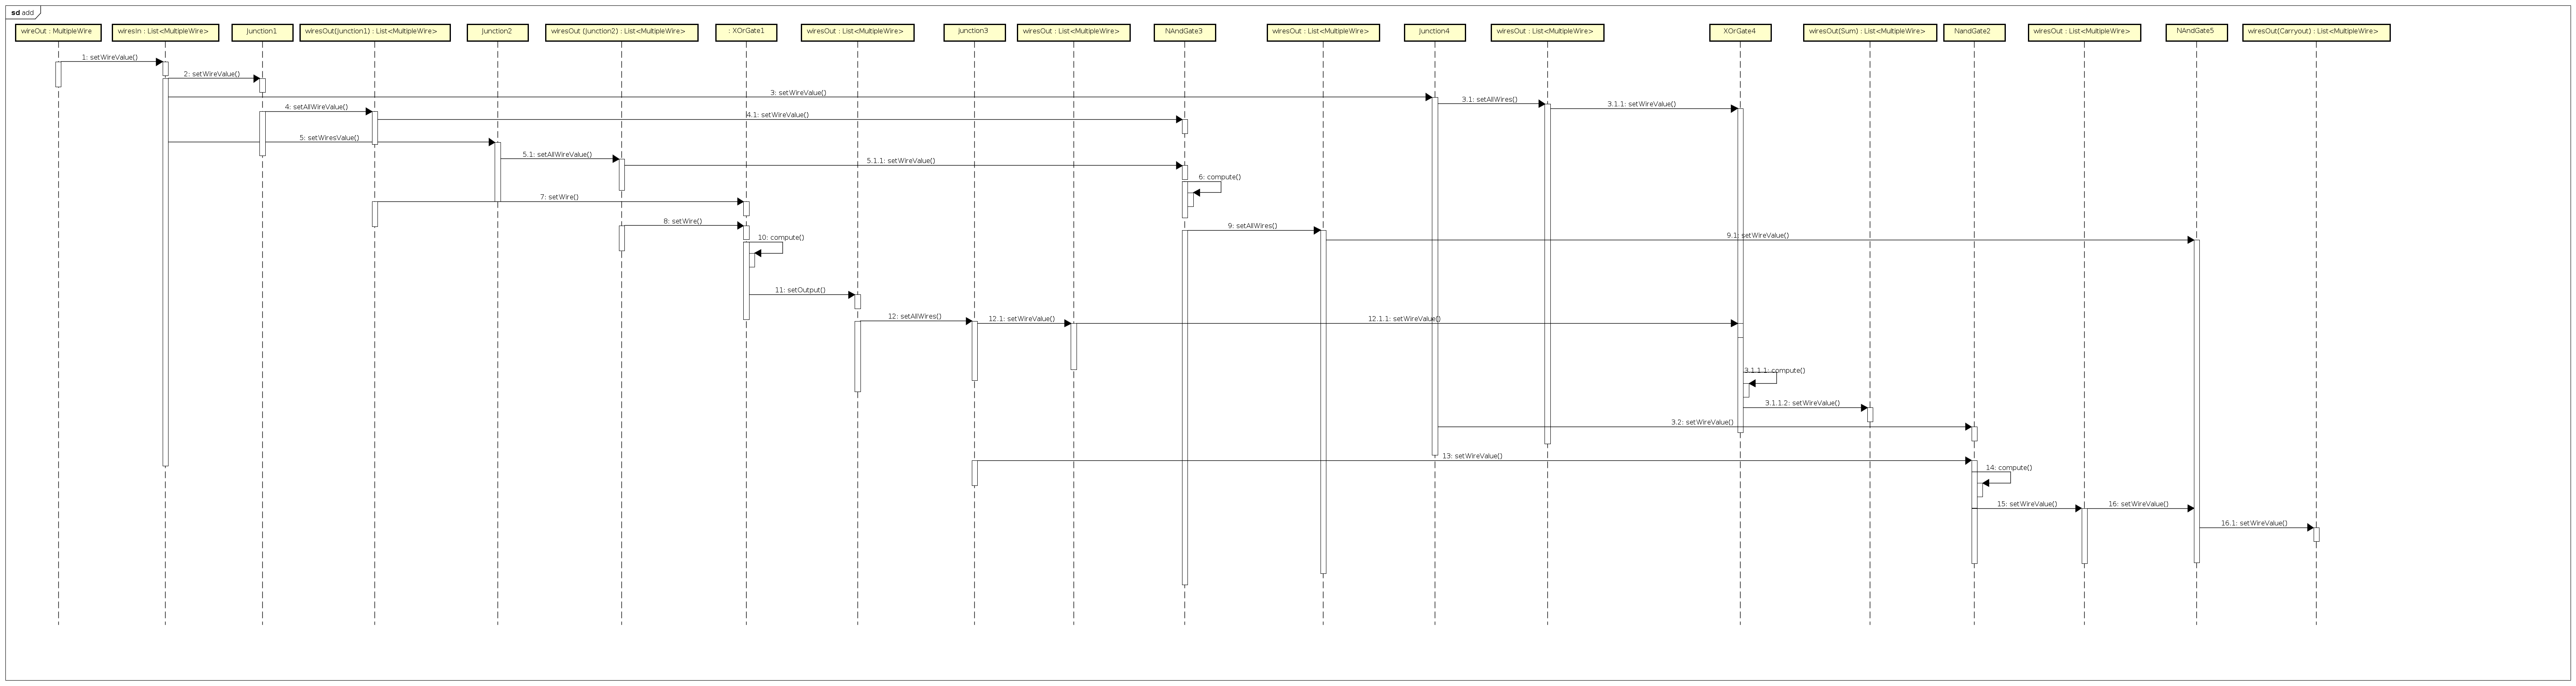 sd add
wireOut : MultipleWire
wiresIn : List<MultipleWire>
Junction1
wiresOut(Junction1) : List<MultipleWire>
Junction2
wiresOut (Junction2) : List<MultipleWire>
: XOrGate1
wiresOut : List<MultipleWire>
Junction3
wiresOut : List<MultipleWire>
NAndGate3
wiresOut : List<MultipleWire>
Junction4
wiresOut : List<MultipleWire>
XOrGate4
wiresOut(Sum) : List<MultipleWire>
NandGate2
wiresOut : List<MultipleWire>
NAndGate5
wiresOut(Carryout) : List<MultipleWire>
1: setWireValue()
2: setWireValue()
3: setWireValue()
3.1: setAllWires()
3.1.1: setWireValue()
4: setAllWireValue()
4.1: setWireValue()
5: setWiresValue()
5.1: setAllWireValue()
5.1.1: setWireValue()
6: compute()
7: setWire()
8: setWire()
9: setAllWires()
9.1: setWireValue()
10: compute()
11: setOutput()
12: setAllWires()
12.1: setWireValue()
12.1.1: setWireValue()
3.1.1.1: compute()
3.1.1.2: setWireValue()
3.2: setWireValue()
13: setWireValue()
14: compute()
15: setWireValue()
16: setWireValue()
16.1: setWireValue()